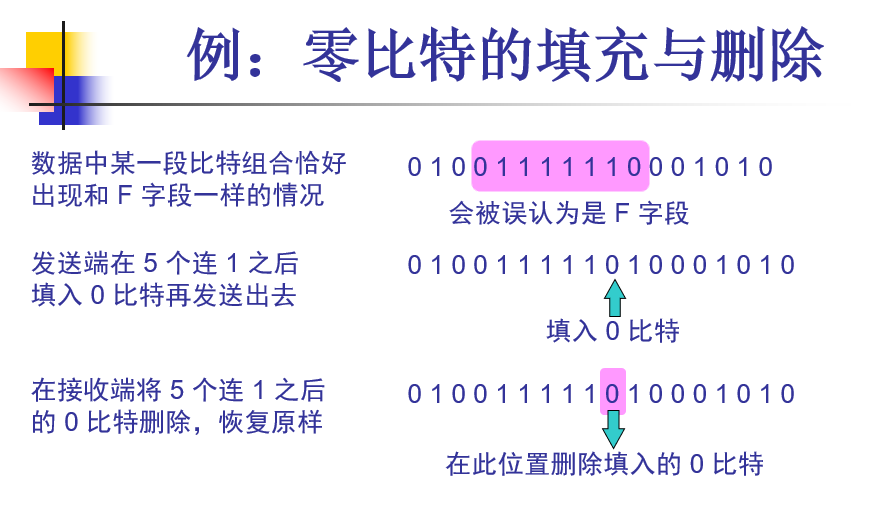 例：零比特的填充与删除
数据中某一段比特组合恰好
出现和 F 字段一样的情况
0 1 0 0 1 1 1 1 1 1 0 0 0 1 0 1 0
会被误认为是 F 字段
发送端在 5 个连 1 之后
填入 0 比特再发送出去
0 1 0 0 1 1 1 1 1 0 1 0 0 0 1 0 1 0
填入 0 比特
在接收端将 5 个连 1 之后
的 0 比特删除，恢复原样
0 1 0 0 1 1 1 1 1 0 1 0 0 0 1 0 1 0
在此位置删除填入的 0 比特